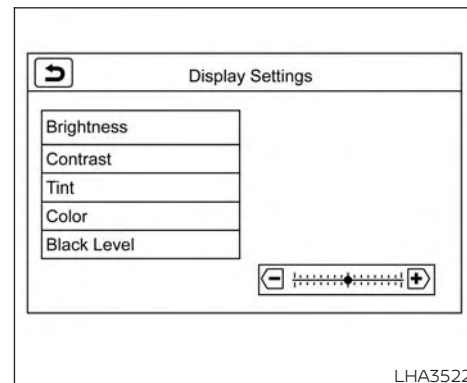 Display Settings
Brightness
Contrast
Tint
Color
Black Level
LHA3522